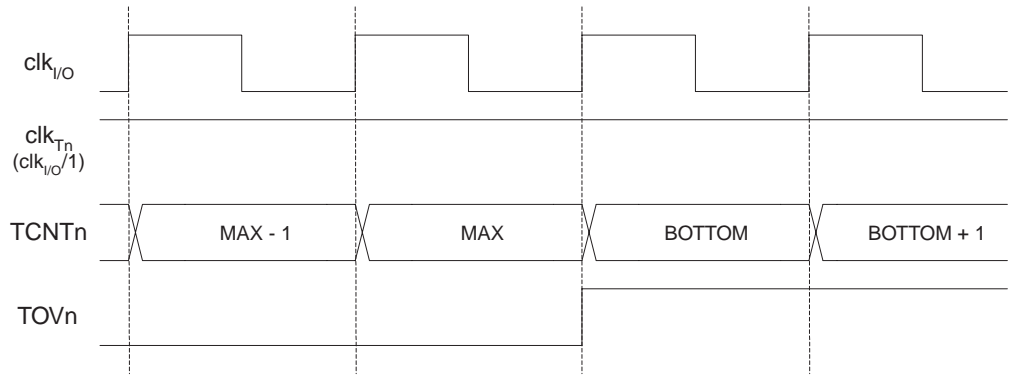 clkI/O
clkTn
(clkI/O/1)
TCNTn MAX - 1 MAX BOTTOM BOTTOM + 1
TOVn